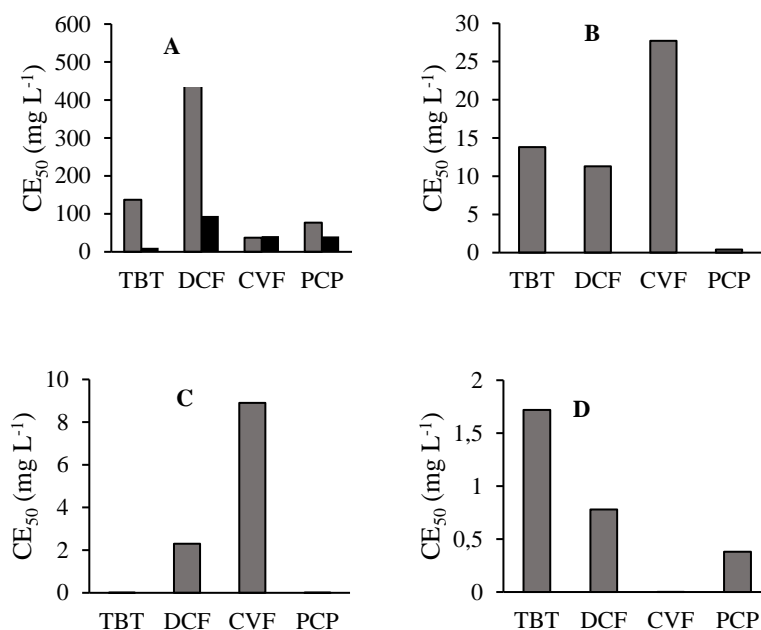 A
CE50 (mg L-1)
600
500
400
300
200
100
0
TBT DCF CVF PCP
B
CE50 (mg L-1)
30
25
20
15
10
5
0
TBT DCF CVF PCP
C
CE50 (mg L-1)
10
8
6
4
2
0
TBT DCF CVF PCP
D
CE50 (mg L-1)
2
1,5
1
0,5
0
TBT DCF CVF PCP